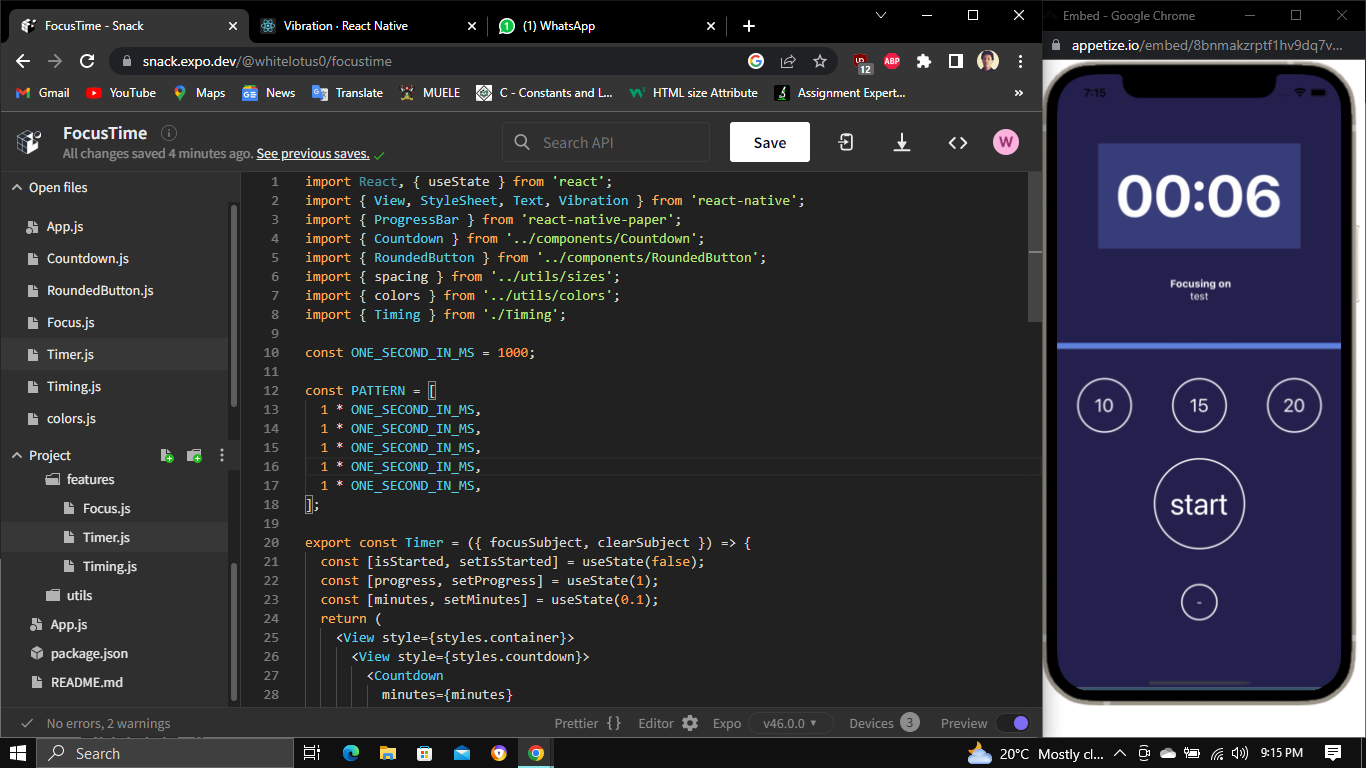 FocusTime - Snack
Vibration · React Native
(1) WhatsApp
snack.expo.dev/@whitelotus0/focustime
12
ABP
Gmail
YouTube
Maps
News
Translate
MUELE
C - Constants and L...
HTML size Attribute
Assignment Expert...
»
FocusTime
All changes saved 4 minutes ago. See previous saves.
Search API
Save
W
Open files
App.js
Countdown.js
RoundedButton.js
Focus.js
Timer.js
Timing.js
colors.js
Project
features
Focus.js
Timer.js
Timing.js
utils
App.js
package.json
README.md
1 import React, { useState } from 'react';
2 import { View, StyleSheet, Text, Vibration } from 'react-native';
3 import { ProgressBar } from 'react-native-paper';
4 import { Countdown } from '../components/Countdown';
5 import { RoundedButton } from '../components/RoundedButton';
6 import { spacing } from '../utils/sizes';
7 import { colors } from '../utils/colors';
8 import { Timing } from './Timing';
9
10 const ONE_SECOND_IN_MS = 1000;
11
12 const PATTERN = [
13 1 * ONE_SECOND_IN_MS,
14 1 * ONE_SECOND_IN_MS,
15 1 * ONE_SECOND_IN_MS,
16 1 * ONE_SECOND_IN_MS,
17 1 * ONE_SECOND_IN_MS,
18 ];
19
20 export const Timer = ({ focusSubject, clearSubject }) => {
21 const [isStarted, setIsStarted] = useState(false);
22 const [progress, setProgress] = useState(1);
23 const [minutes, setMinutes] = useState(0.1);
24 return (
25 <View style={styles.container}>
26 <View style={styles.countdown}>
27 <Countdown
28 minutes={minutes}
No errors, 2 warnings
Prettier {}
Editor
Expo
v46.0.0
Devices 3
Preview
Embed - Google Chrome
appetize.io/embed/8bnmakzrptf1hv9dq7v...
7:15
00:06
Focusing on
test
10
15
20
start
-
Search
20°C Mostly cl...
9:15 PM